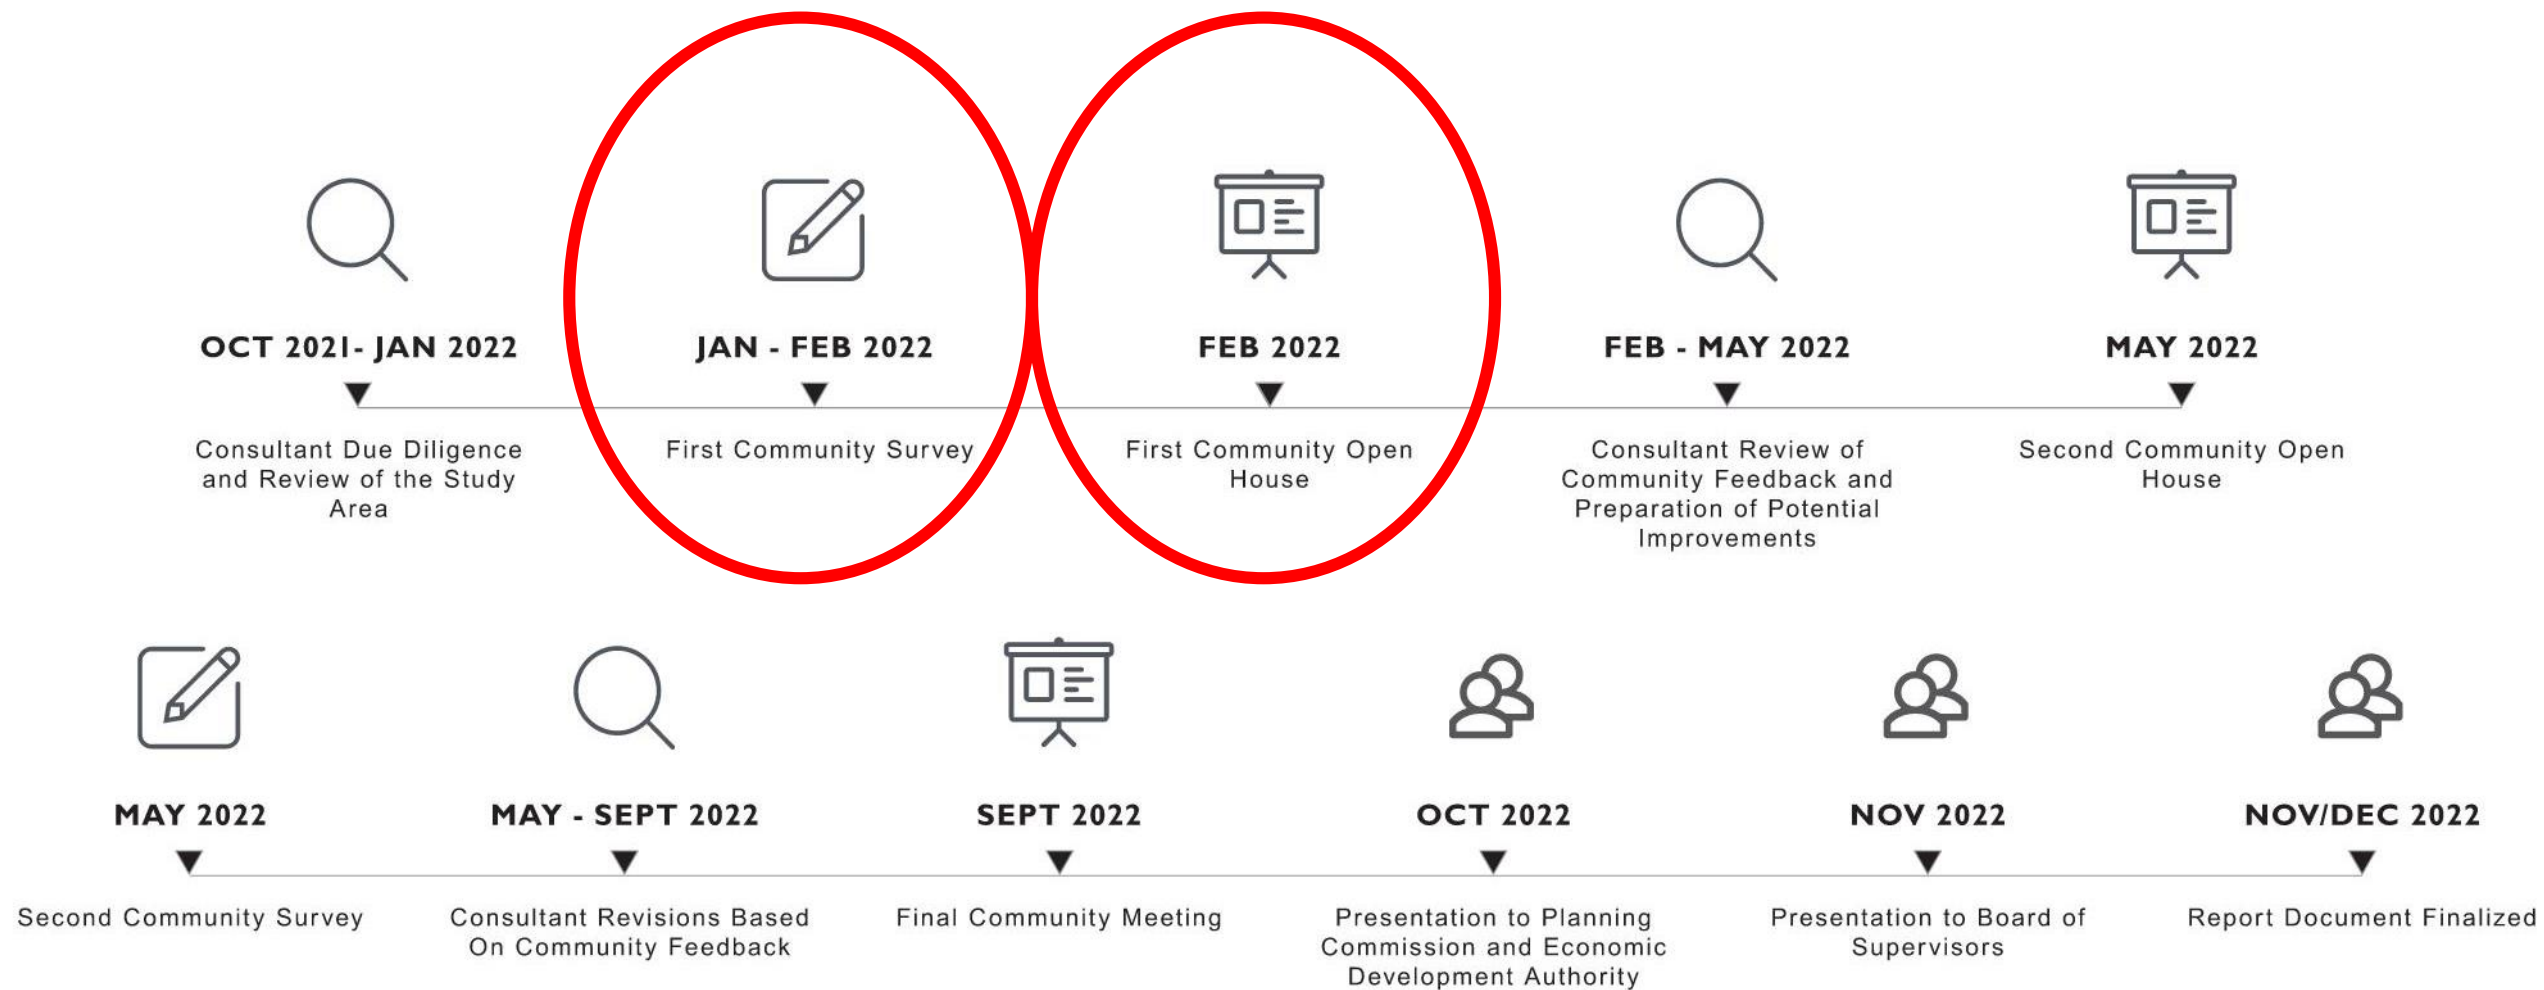 OCT 2021- JAN 2022
JAN - FEB 2022
FEB 2022
FEB - MAY 2022
MAY 2022
Consultant Due Diligence
and Review of the Study
Area
First Community Survey
First Community Open
House
Consultant Review of
Community Feedback and
Preparation of Potential
Improvements
Second Community Open
House
MAY 2022
MAY - SEPT 2022
SEPT 2022
OCT 2022
NOV 2022
NOV/DEC 2022
Second Community Survey
Consultant Revisions Based
On Community Feedback
Final Community Meeting
Presentation to Planning
Commission and Economic
Development Authority
Presentation to Board of
Supervisors
Report Document Finalized